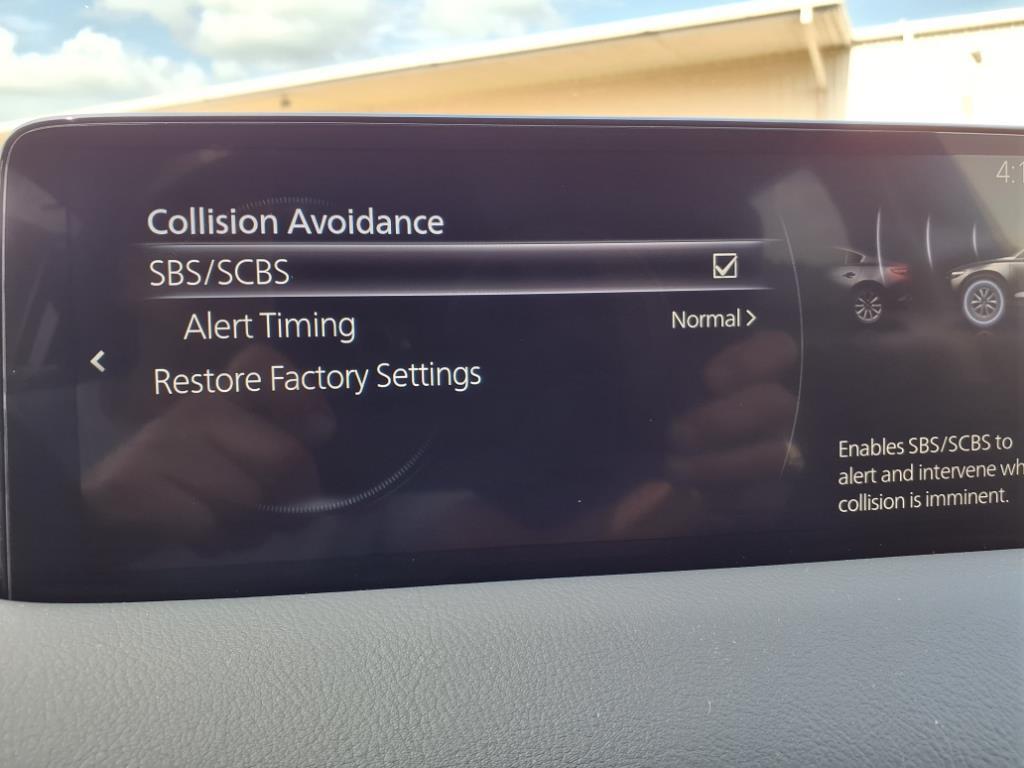 Collision Avoidance
SBS/SCBS
Alert Timing
Normal
Restore Factory Settings
Enables SBS/SCBS to
alert and intervene
collision is imminent.